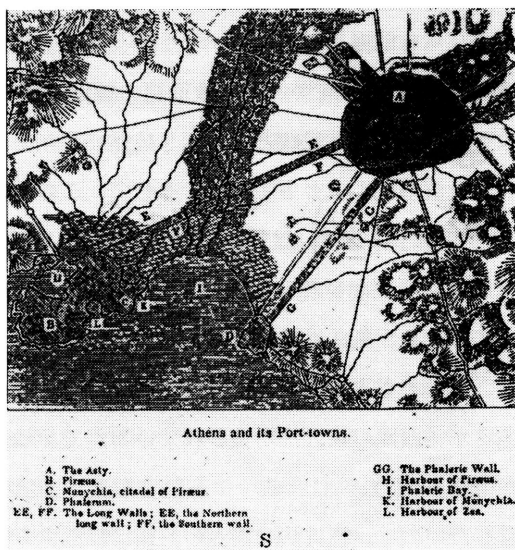 A
E
F
G
E
F
G
I
C
K
B
L
D
G
Athens and its Port-towns.
A. The Asty.
B. Piræus.
C. Munychia, citadel of Piræus
D. Phalerum.
EE, FF. The Long Walls; EE, the Northern
long wall; FF, the Southern wall.
GG. The Phaleric Wall.
H. Harbour of Piræus.
I. Phaleric Bay.
K. Harbour of Munychia.
L. Harbour of Zea.
S